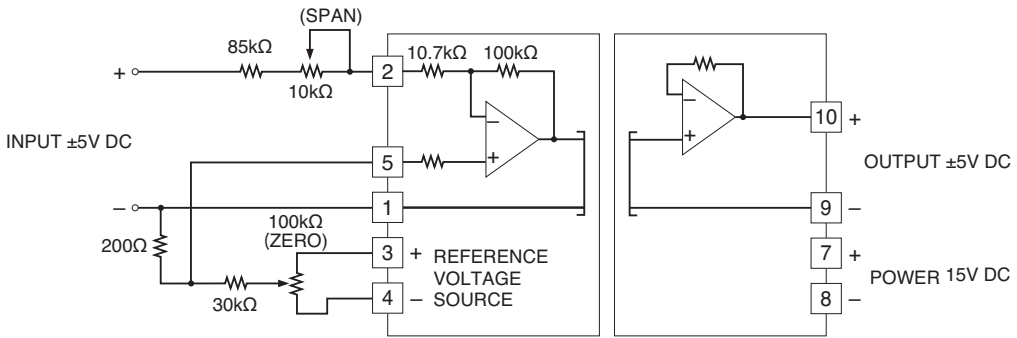 (SPAN)
85kΩ
10kΩ
+
2
10.7kΩ
100kΩ
−
+
−
+
10
+
INPUT ±5V DC
5
OUTPUT ±5V DC
−
1
9
−
200Ω
100kΩ
(ZERO)
3
+
REFERENCE
VOLTAGE
SOURCE
7
+
POWER 15V DC
30kΩ
4
−
8
−